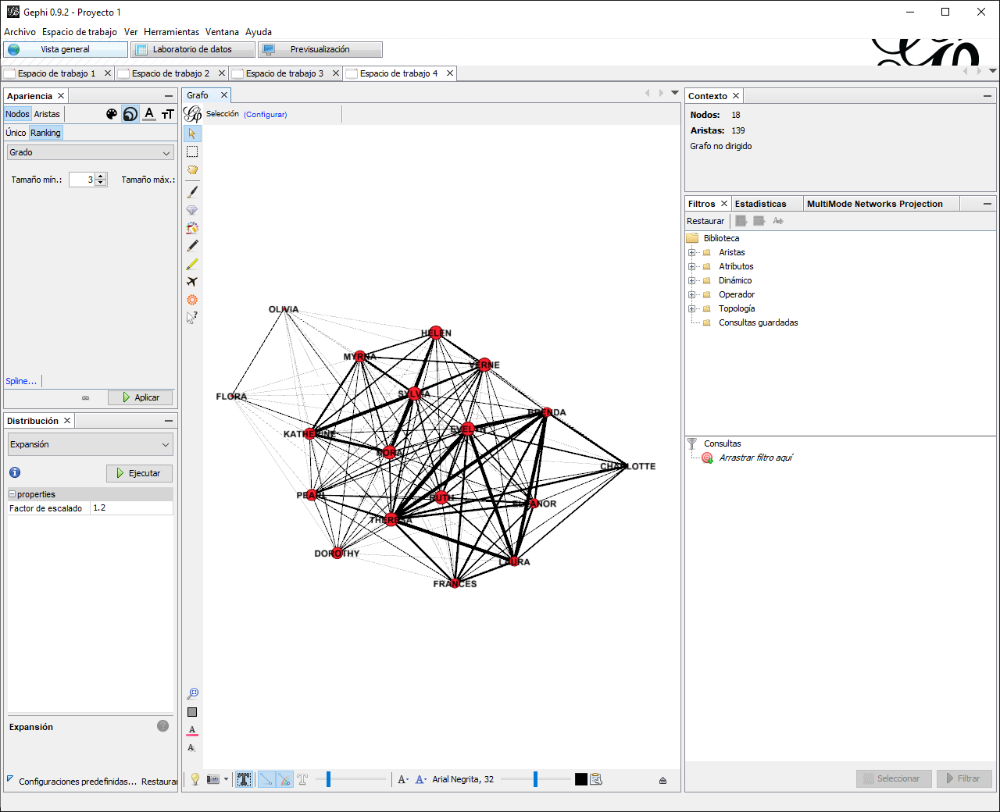 Gephi 0.9.2 - Proyecto 1
Archivo Espacio de trabajo Ver Herramientas Ventana Ayuda
Vista general Laboratorio de datos Previsualización
Espacio de trabajo 1 Espacio de trabajo 2 Espacio de trabajo 3 Espacio de trabajo 4
Apariencia
Nodos Aristas
Único Ranking
Grado
Tamaño mín.: 3 Tamaño máx.:
Spline...
Aplicar
Distribución
Expansión
Ejecutar
properties
Factor de escalado 1.2
Expansión
Configuraciones predefinidas... Restaurar
Grafo
Selección (Configurar)
OLIVIA
HELEN
MYRNA
VERNE
SYLVIA
FLORA
BRENDA
KATHERINE
EVELYN
NORA
CHARLOTTE
PEARL
RUTH
ELEANOR
THERESA
DOROTHY
LAURA
FRANCES
Arial Negrita, 32
Contexto
Nodos: 18
Aristas: 139
Grafo no dirigido
Filtros Estadísticas MultiMode Networks Projection
Restaurar
Biblioteca
Aristas
Atributos
Dinámico
Operador
Topología
Consultas guardadas
Consultas
Arrastrar filtro aquí
Seleccionar Filtrar